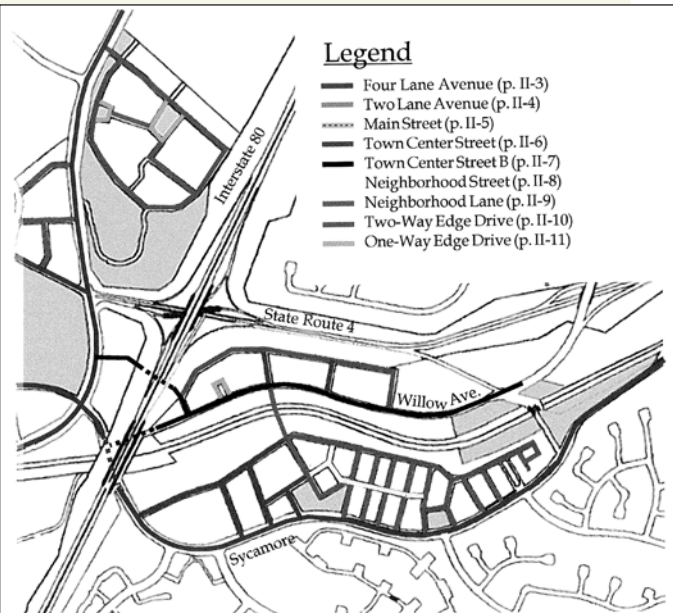 Legend
Four Lane Avenue (p. II-3)
Two Lane Avenue (p. II-4)
Main Street (p. II-5)
Town Center Street (p. II-6)
Town Center Street B (p. II-7)
Neighborhood Street (p. II-8)
Neighborhood Lane (p. II-9)
Two-Way Edge Drive (p. II-10)
One-Way Edge Drive (p. II-11)
Interstate 80
State Route 4
Willow Ave.
Sycamore